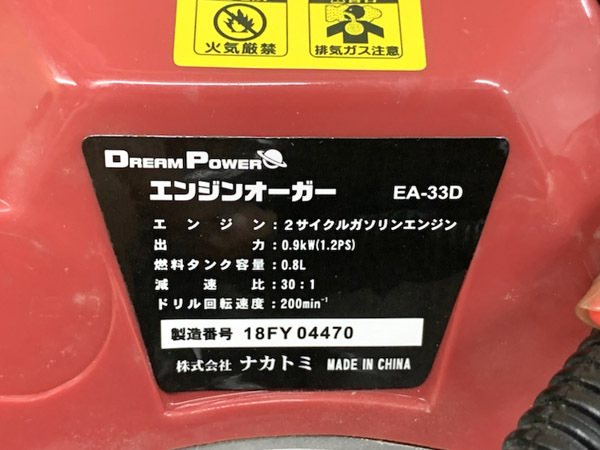 火気厳禁
排気ガス注意
DREAM POWER
エンジンオーガー EA-33D
エンジン:2サイクルガソリンエンジン
出力:0.9kW(1.2PS)
燃料タンク容量:0.8L
減速比:30:1
ドリル回転速度:200min⁻¹
製造番号 18FY04470
株式会社 ナカトミ MADE IN CHINA